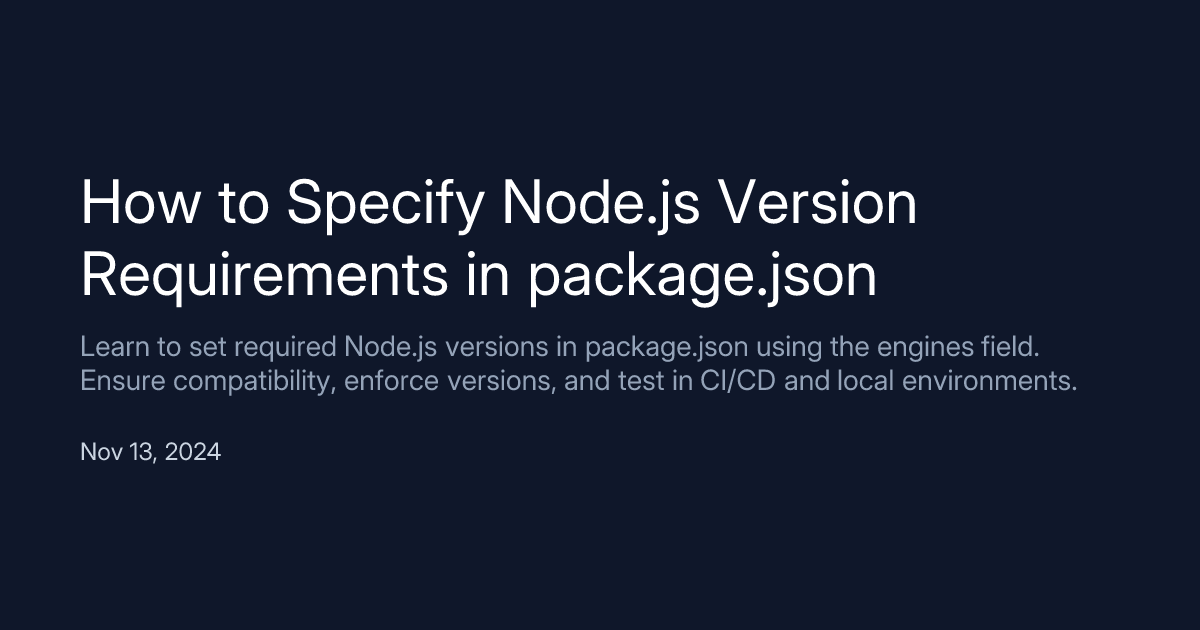 How to Specify Node.js Version
Requirements in package.json
Learn to set required Node.js versions in package.json using the engines field.
Ensure compatibility, enforce versions, and test in CI/CD and local environments.
Nov 13, 2024